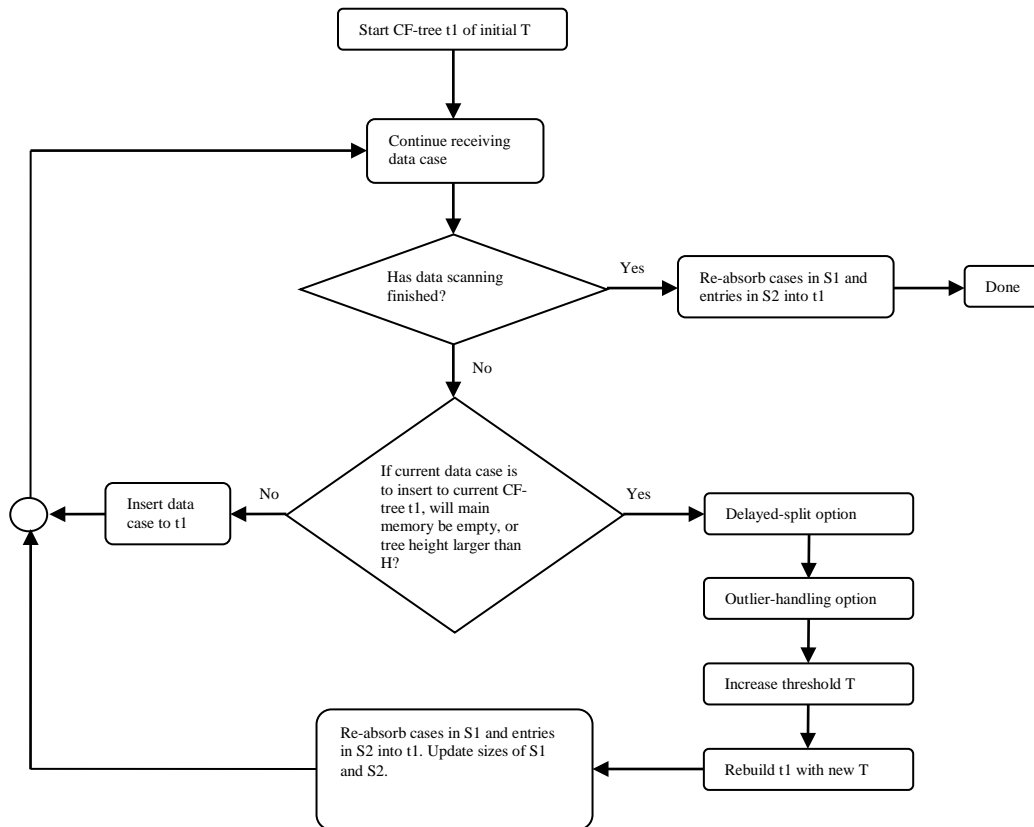 Start CF-tree t1 of initial T
Continue receiving
data case
Has data scanning
finished?
Yes
Re-absorb cases in S1 and
entries in S2 into t1
Done
No
If current data case is
to insert to current CF-
tree t1, will main
memory be empty, or
tree height larger than
H?
No
Insert data
case to t1
Yes
Delayed-split option
Outlier-handling option
Increase threshold T
Rebuild t1 with new T
Re-absorb cases in S1 and entries
in S2 into t1. Update sizes of S1
and S2.